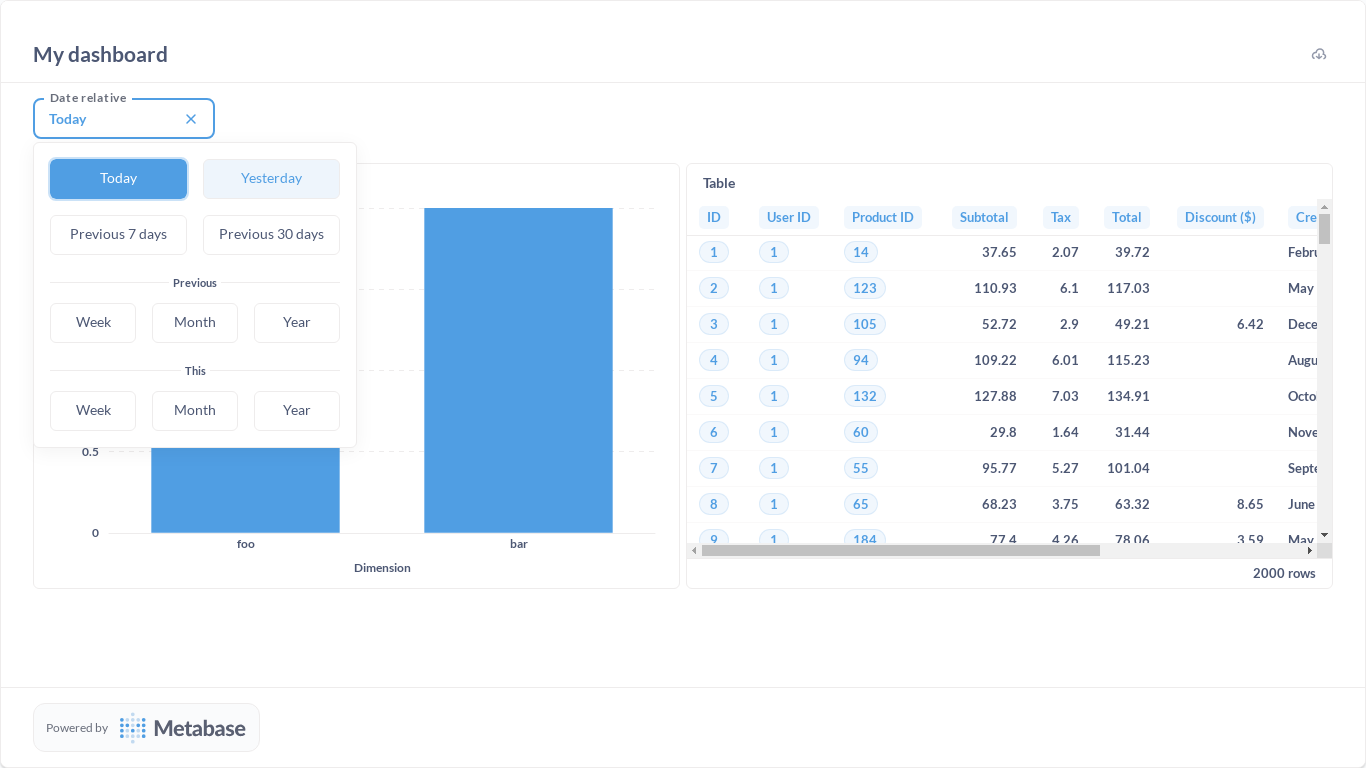 My dashboard
Date relative
Today
Today Yesterday
Previous 7 days Previous 30 days
Previous
Week Month Year
This
Week Month Year
0.5
0
foo bar
Dimension
Table
ID User ID Product ID Subtotal Tax Total Discount ($) Cre
1 1 14 37.65 2.07 39.72 Febru
2 1 123 110.93 6.1 117.03 May
3 1 105 52.72 2.9 49.21 6.42 Dece
4 1 94 109.22 6.01 115.23 Augu
5 1 132 127.88 7.03 134.91 Octo
6 1 60 29.8 1.64 31.44 Nove
7 1 55 95.77 5.27 101.04 Septe
8 1 65 68.23 3.75 63.32 8.65 June
9 1 184 77.4 4.26 78.06 3.59 May
2000 rows
Powered by Metabase